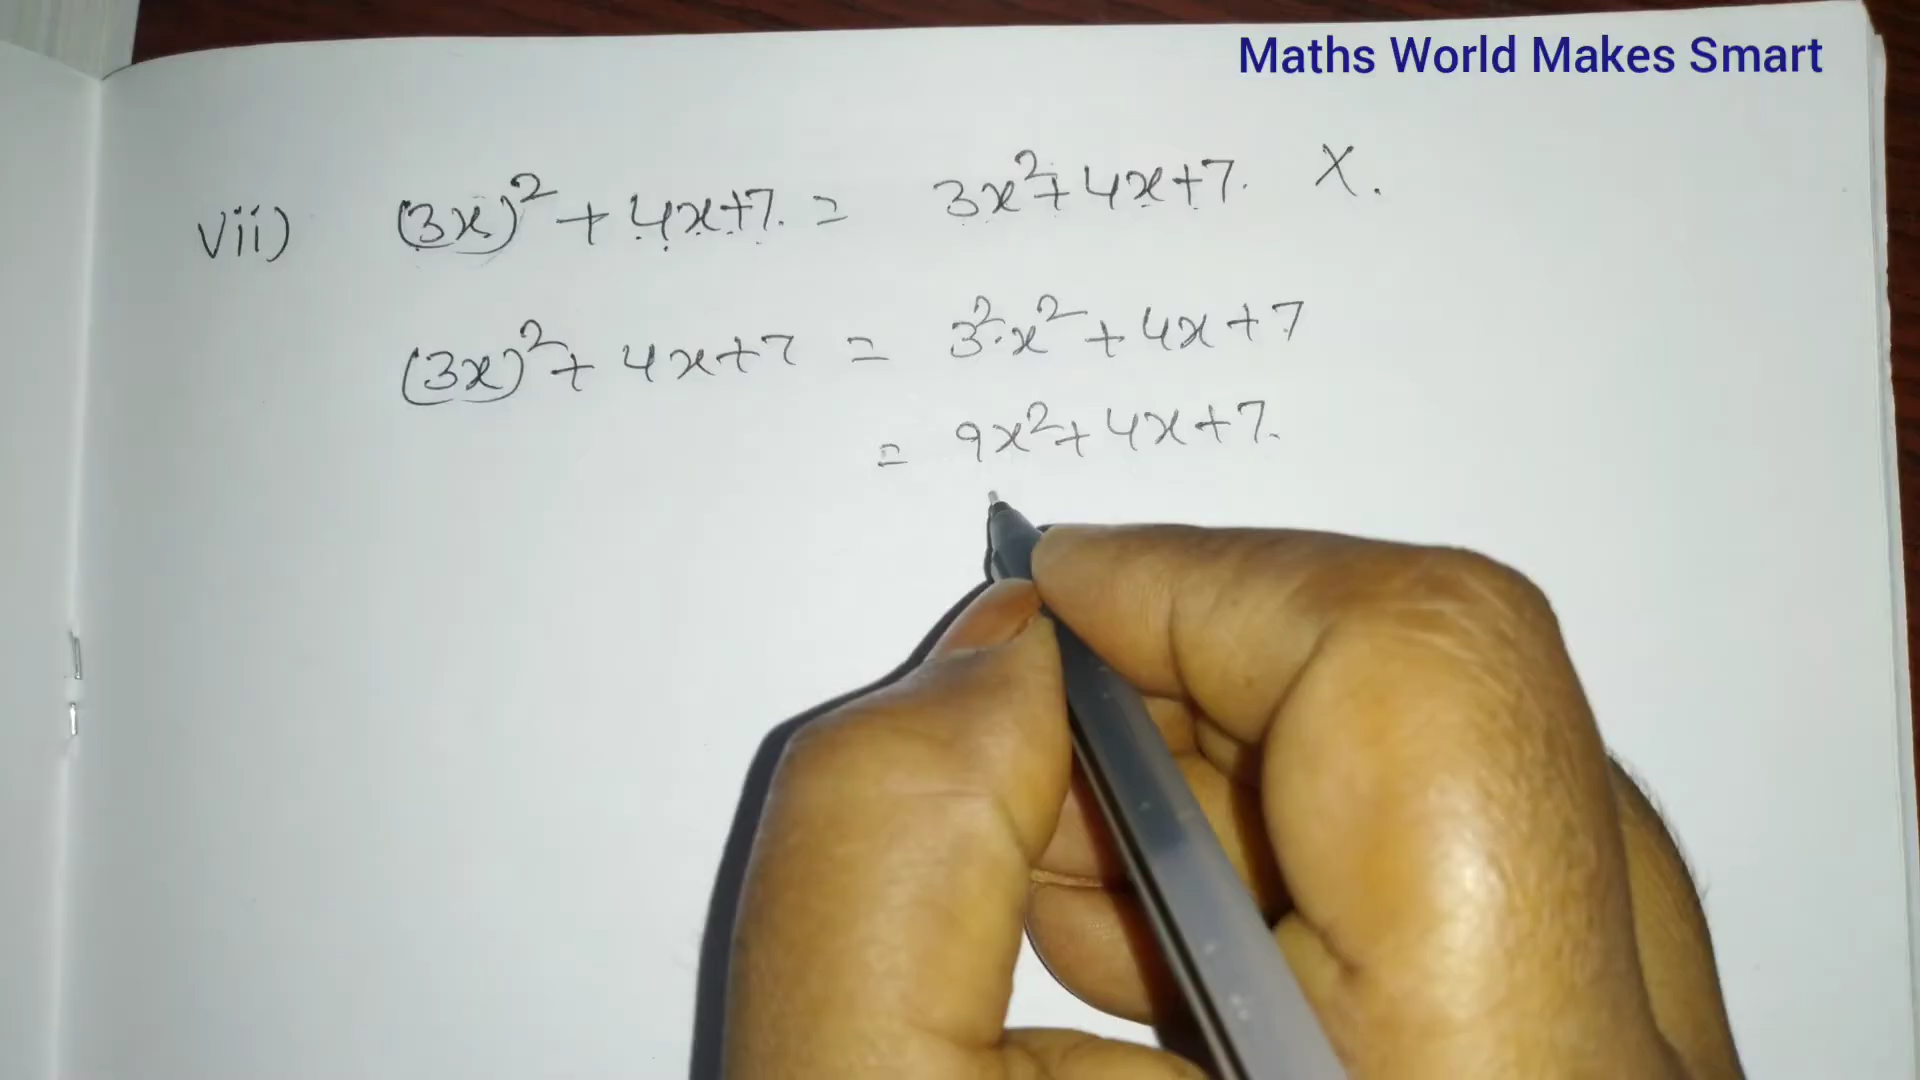 Maths World Makes Smart
vii) (3x)² + 4x+7. = 3x²+4x+7. X.
(3x)² + 4x+7 = 3²·x² + 4x+7
= 9x²+4x+7.